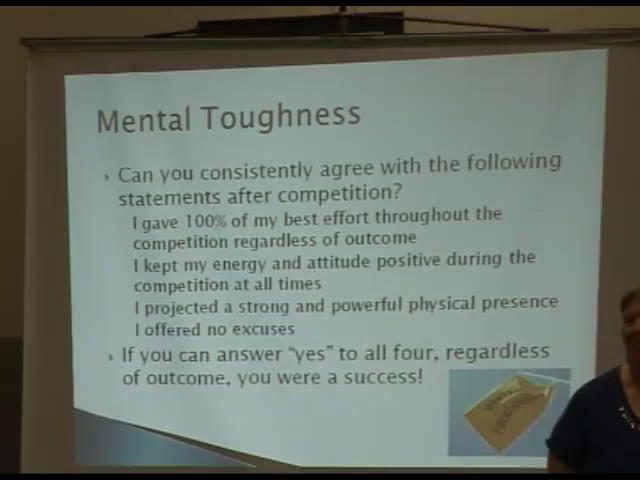 Mental Toughness
Can you consistently agree with the following
statements after competition?
I gave 100% of my best effort throughout the
competition regardless of outcome
I kept my energy and attitude positive during the
competition at all times
I projected a strong and powerful physical presence
I offered no excuses
If you can answer "yes" to all four, regardless
of outcome, you were a success!